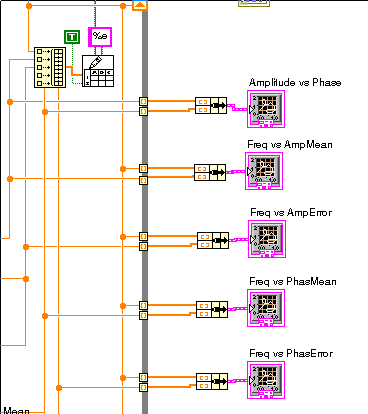 %e
T
Amplitude vs Phase
Freq vs AmpMean
Freq vs AmpError
Freq vs PhasMean
Freq vs PhasError
Mean